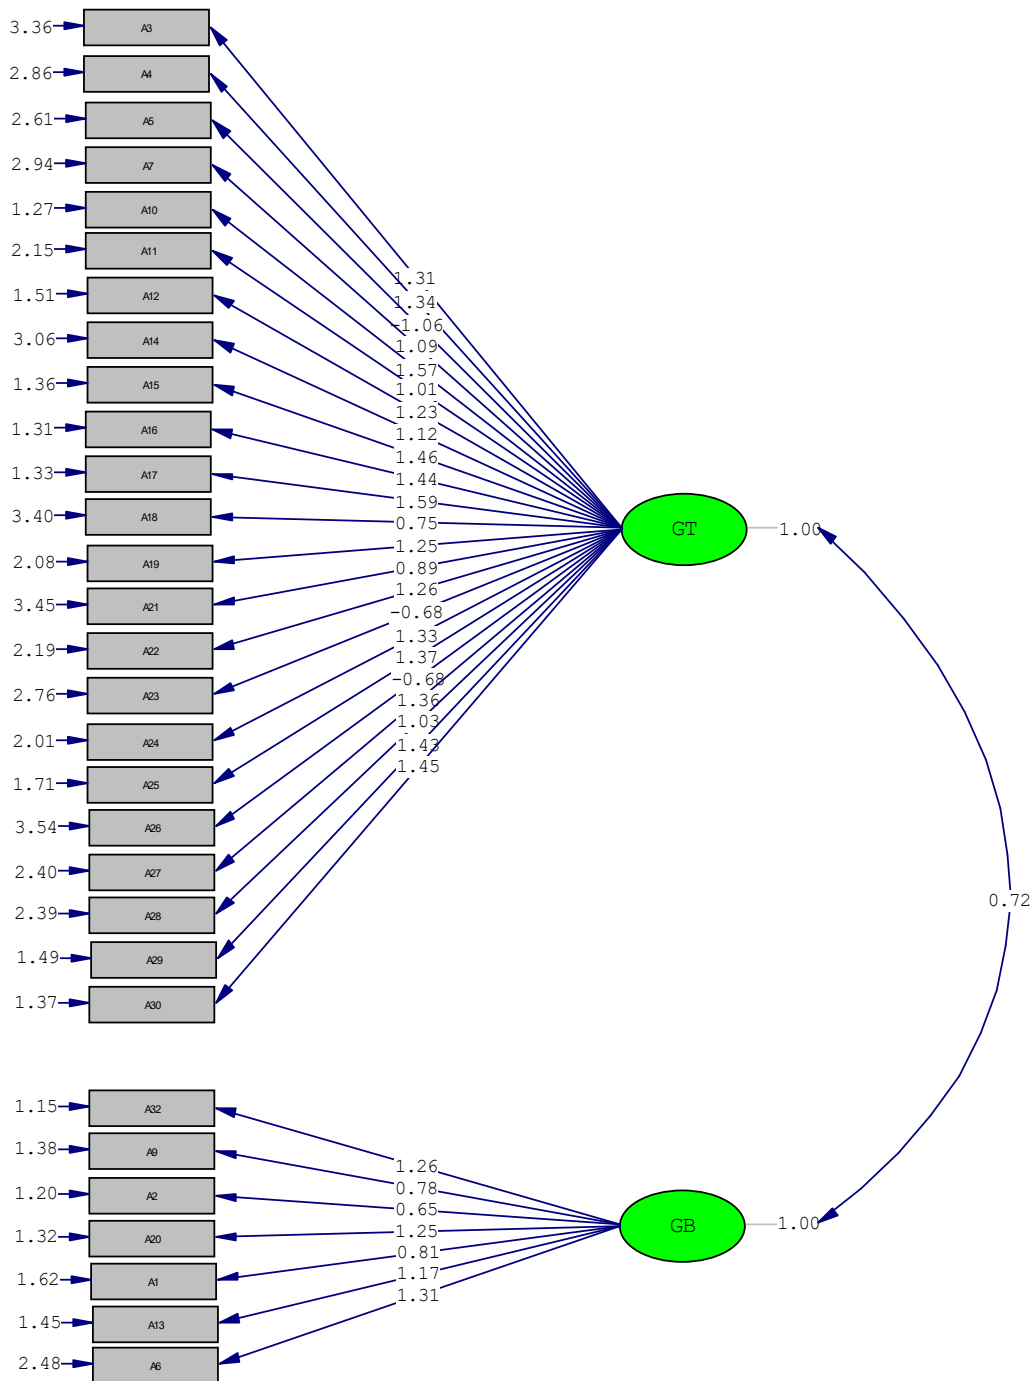 3.36 A3
2.86 A4
2.61 A5
2.94 A7
1.27 A10
2.15 A11
1.51 A12
3.06 A14
1.36 A15
1.31 A16
1.33 A17
3.40 A18
2.08 A19
3.45 A21
2.19 A22
2.76 A23
2.01 A24
1.71 A25
3.54 A26
2.40 A27
2.39 A28
1.49 A29
1.37 A30
1.31
1.34
-1.06
1.09
1.57
1.01
1.23
1.12
1.46
1.44
1.59
0.75
1.25
0.89
1.26
-0.68
1.33
1.37
-0.68
1.36
1.03
1.43
1.45
GT 1.00
0.72
1.15 A32
1.38 A9
1.20 A2
1.32 A20
1.62 A1
1.45 A13
2.48 A6
1.26
0.78
0.65
1.25
0.81
1.17
1.31
GB 1.00